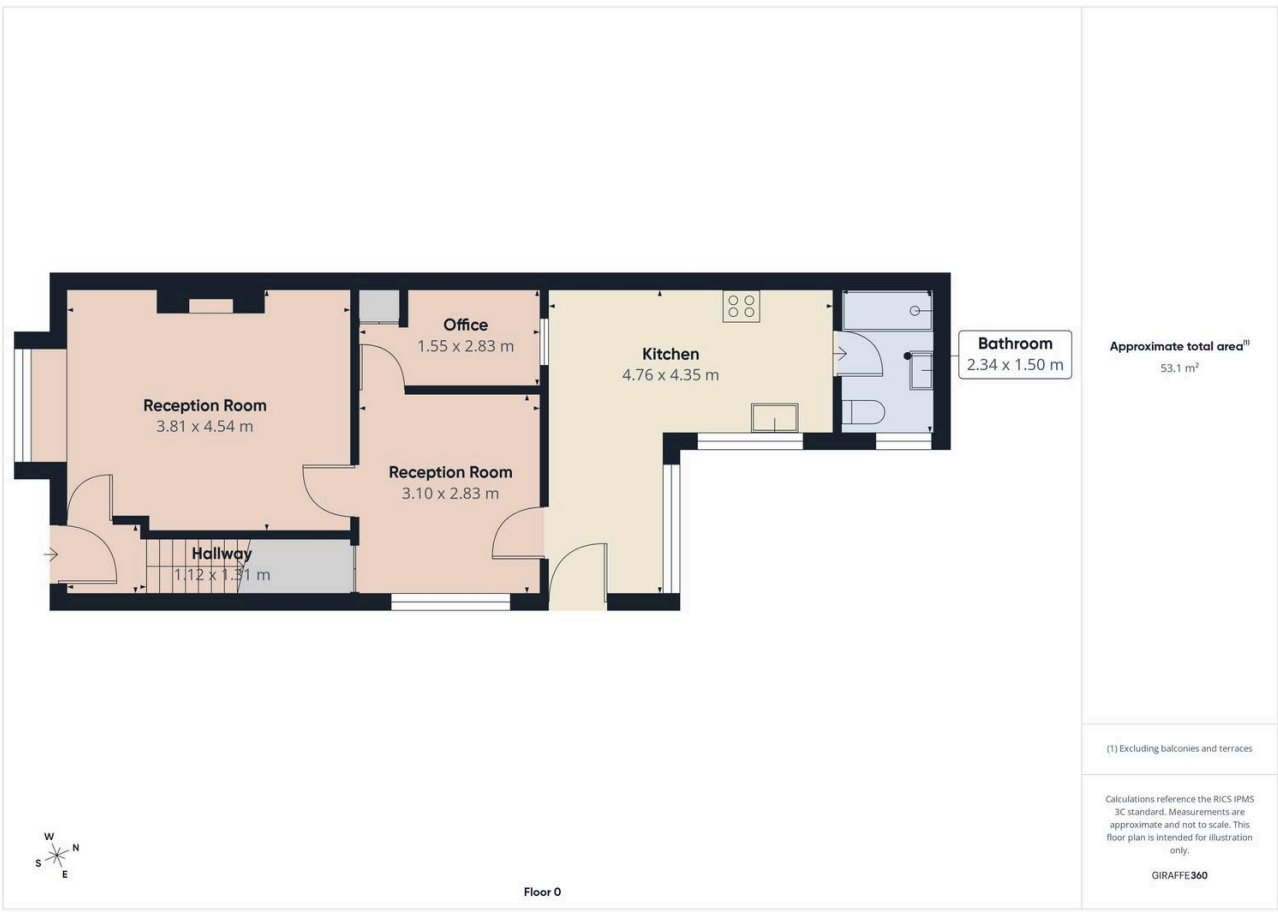 Office
1.55 x 2.83 m
Kitchen
4.76 x 4.35 m
Bathroom
2.34 x 1.50 m
Reception Room
3.81 x 4.54 m
Reception Room
3.10 x 2.83 m
Hallway
1.12 x 1.31 m
W
N
S
E
Floor 0
Approximate total area(1)
53.1 m²
(1) Excluding balconies and terraces
Calculations reference the RICS IPMS
3C standard. Measurements are
approximate and not to scale. This
floor plan is intended for illustration
only.
GIRAFFE360